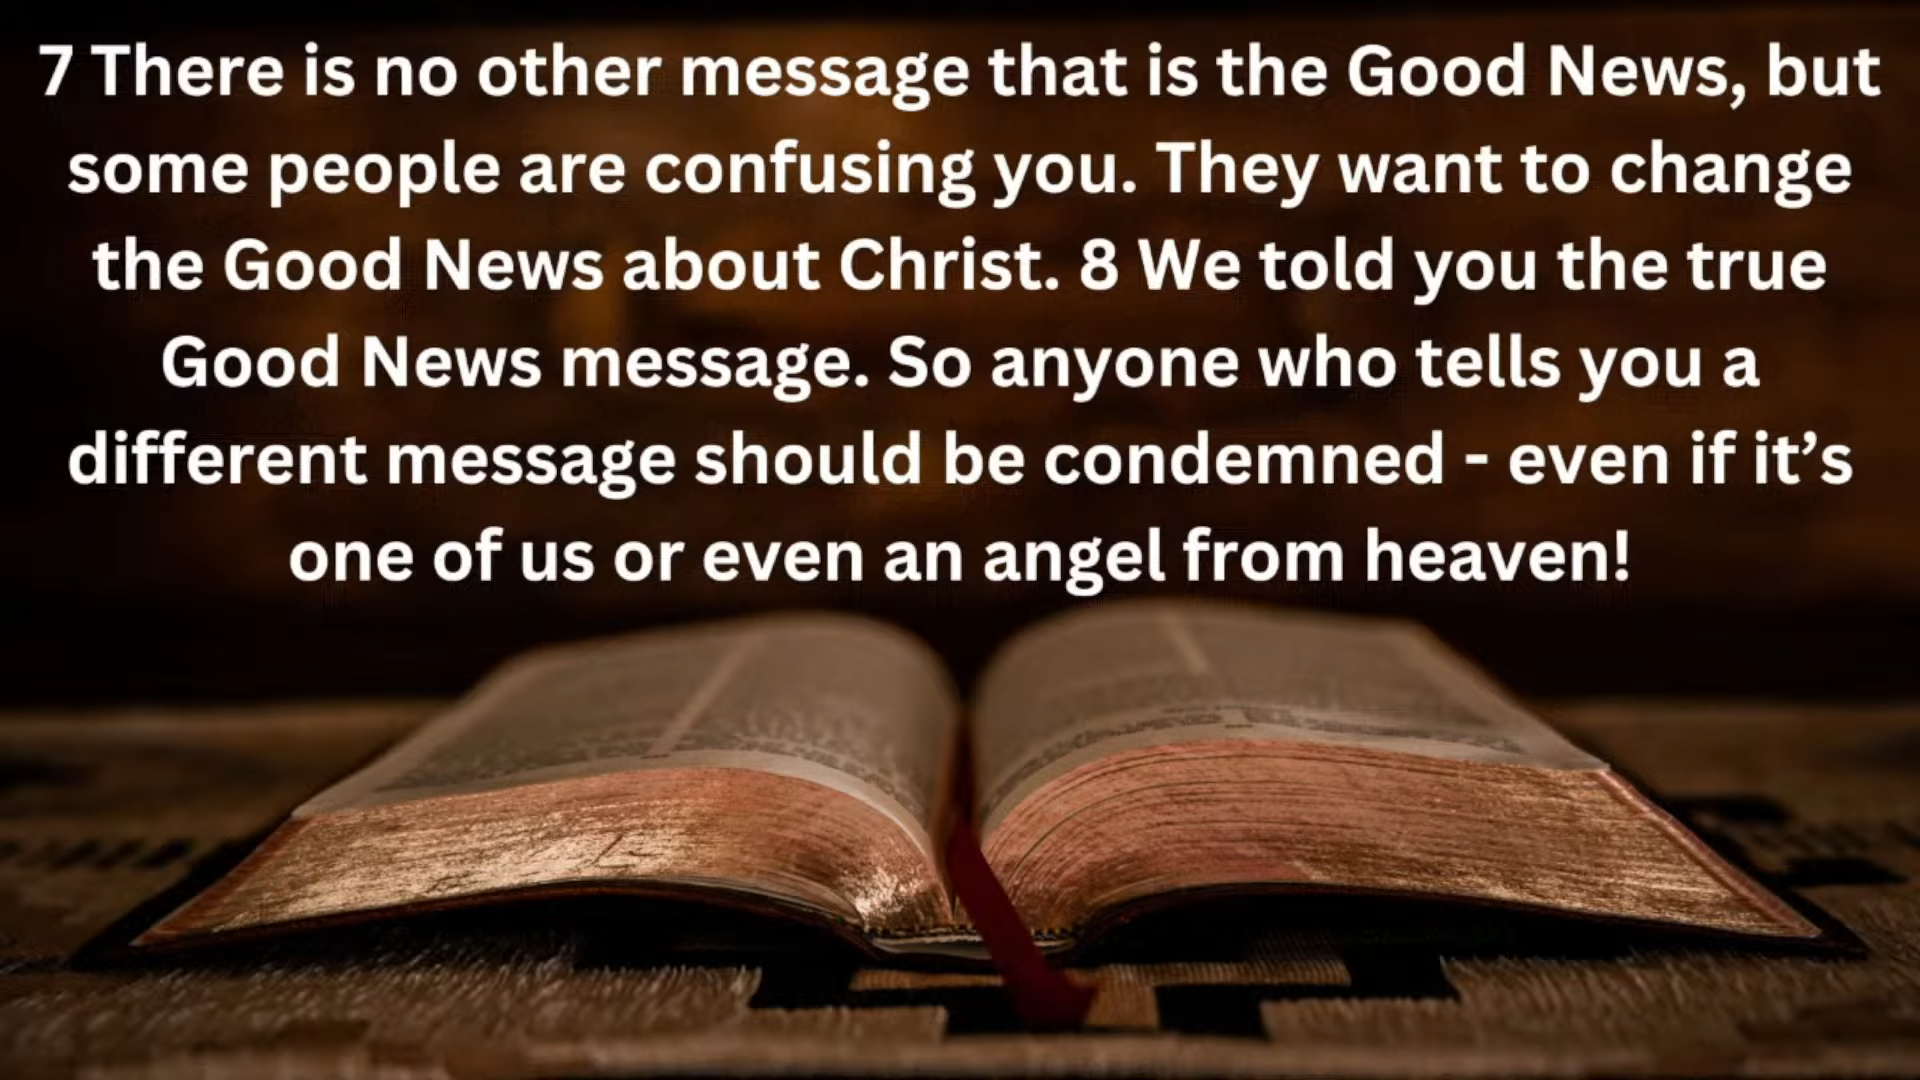 7 There is no other message that is the Good News, but
some people are confusing you. They want to change
the Good News about Christ. 8 We told you the true
Good News message. So anyone who tells you a
different message should be condemned - even if it’s
one of us or even an angel from heaven!